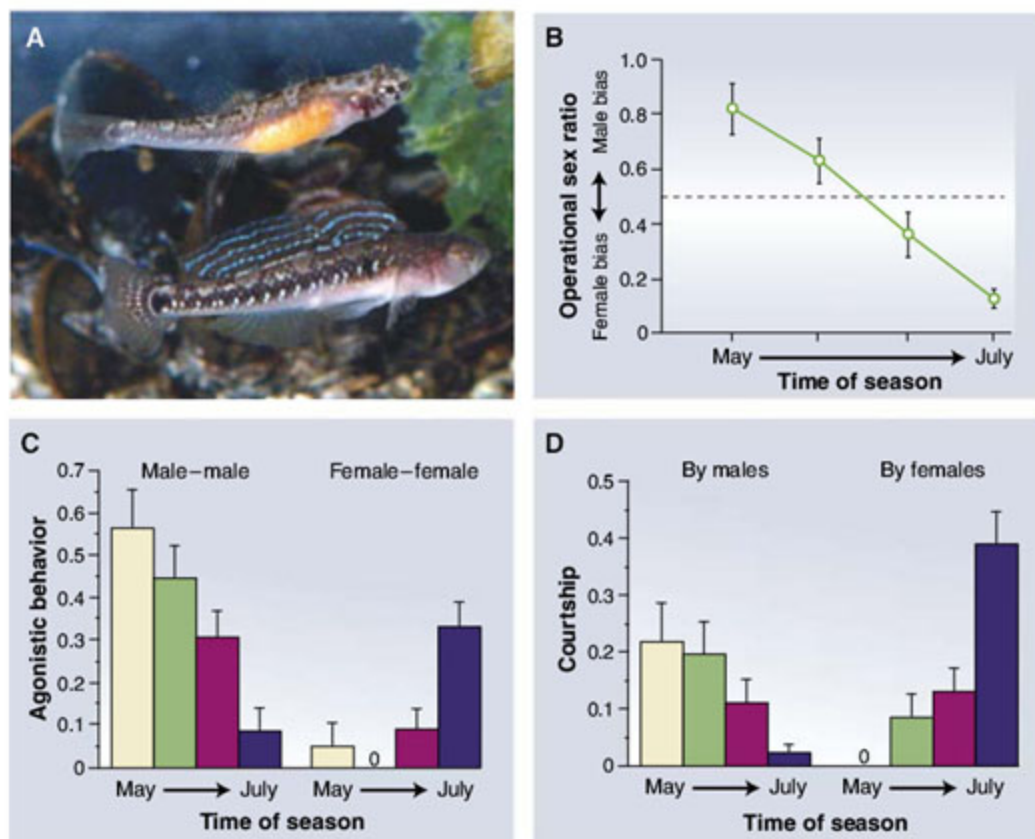 A
B
1.0
0.8
0.6
0.4
0.2
0
Operational sex ratio
Female bias
Male bias
May
July
Time of season
C
Male–male
Female–female
0.7
0.6
0.5
0.4
0.3
0.2
0.1
0
Agonistic behavior
0
May
July
May
July
Time of season
D
By males
By females
0.5
0.4
0.3
0.2
0.1
0
Courtship
0
May
July
May
July
Time of season